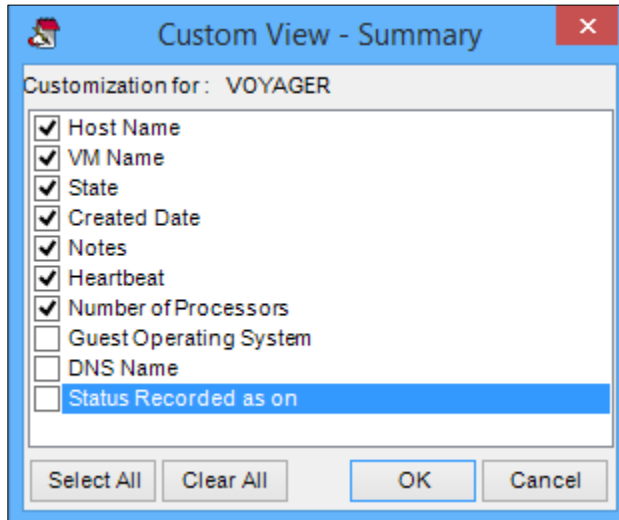 Custom View - Summary
Customization for : VOYAGER
Host Name
VM Name
State
Created Date
Notes
Heartbeat
Number of Processors
Guest Operating System
DNS Name
Status Recorded as on
Select All Clear All OK Cancel